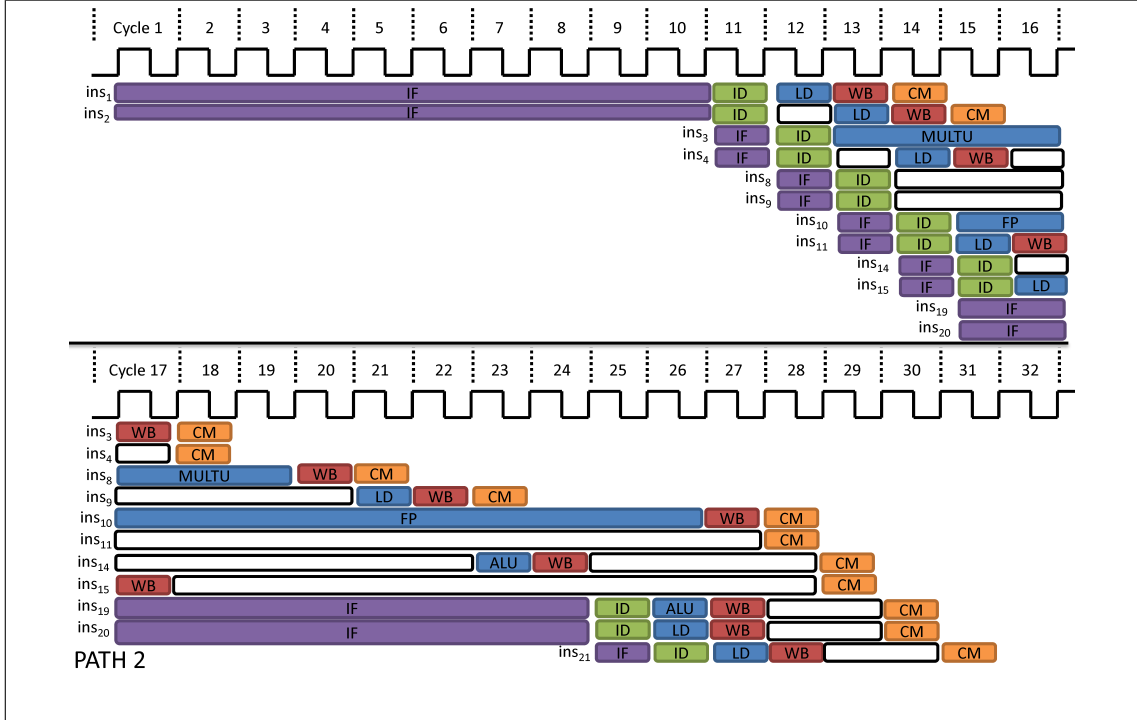 Cycle 1 2 3 4 5 6 7 8 9 10 11 12 13 14 15 16
ins1 IF ID LD WB CM
ins2 IF ID LD WB CM
ins3 IF ID MULTU
ins4 IF ID LD WB
ins8 IF ID
ins9 IF ID
ins10 IF ID FP
ins11 IF ID LD WB
ins14 IF ID
ins15 IF ID LD
ins19 IF
ins20 IF
Cycle 17 18 19 20 21 22 23 24 25 26 27 28 29 30 31 32
ins3 WB CM
ins4 CM
ins8 MULTU WB CM
ins9 LD WB CM
ins10 FP WB CM
ins11 CM
ins14 ALU WB CM
ins15 WB CM
ins19 IF ID ALU WB CM
ins20 IF ID LD WB CM
ins21 IF ID LD WB CM
PATH 2